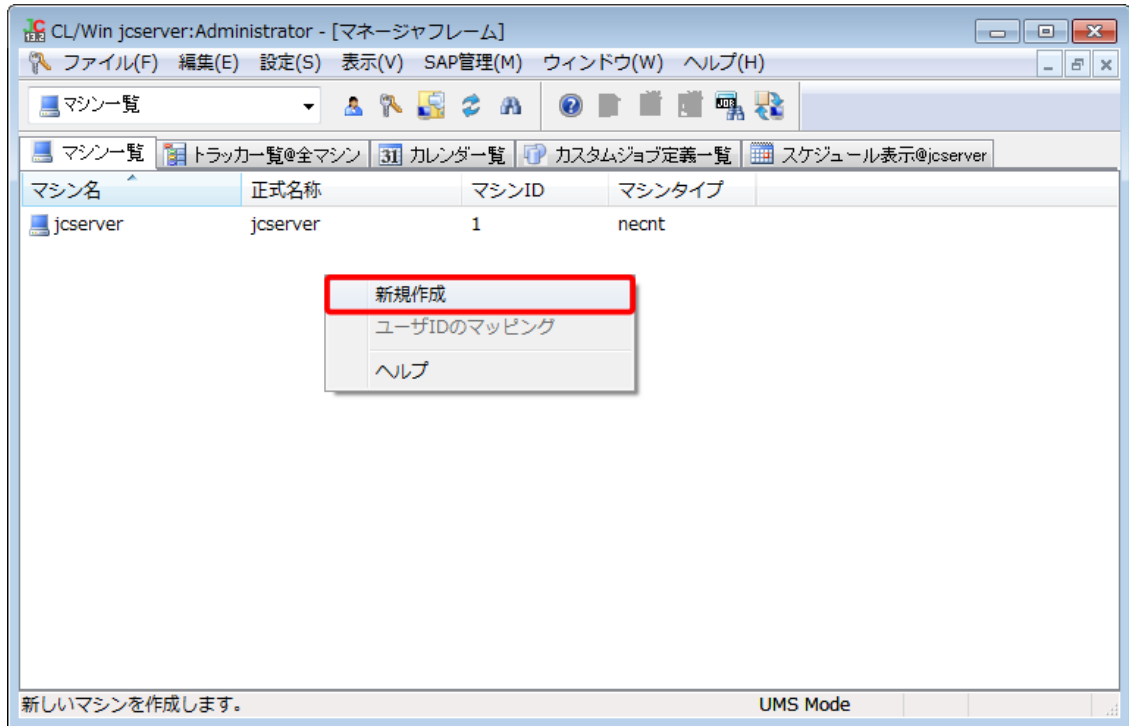 CL/Win jcserver:Administrator - [マネージャフレーム]
ファイル(F) 編集(E) 設定(S) 表示(V) SAP管理(M) ウィンドウ(W) ヘルプ(H)
マシン一覧
マシン一覧 トラッカ一覧@全マシン 31 カレンダ一覧 カスタムジョブ定義一覧 スケジュール表示@jcserver
マシン名 正式名称 マシンID マシンタイプ
jcserver jcserver 1 necnt
新規作成
ユーザIDのマッピング
ヘルプ
新しいマシンを作成します。 UMS Mode